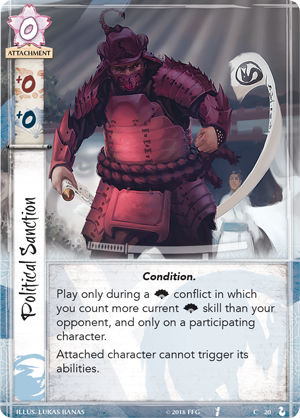 0
ATTACHMENT
+0
+0
Political Sanction
Condition.
Play only during a conflict in which
you count more current skill than your
opponent, and only on a participating
character.
Attached character cannot trigger its
abilities.
ILLUS. LUKAS BANAS
© 2018 FFG
C 20